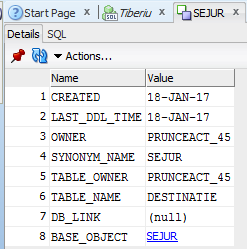 Start Page Tiberiu SEJUR
Details SQL
Actions...
Name Value
1 CREATED 18-JAN-17
2 LAST_DDL_TIME 18-JAN-17
3 OWNER PRUNCEACT_45
4 SYNONYM_NAME SEJUR
5 TABLE_OWNER PRUNCEACT_45
6 TABLE_NAME DESTINATIE
7 DB_LINK (null)
8 BASE_OBJECT SEJUR